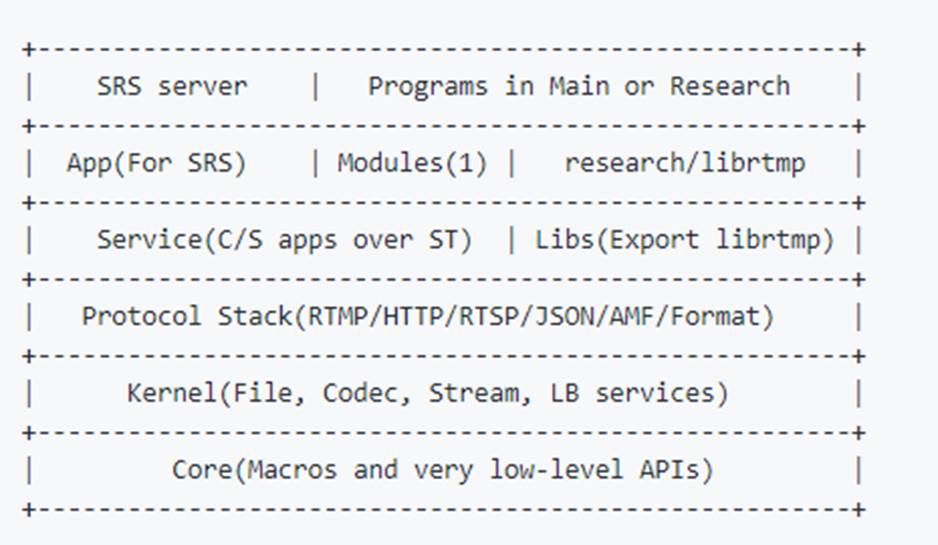 +------------------------------------------------------+
|    SRS server    |   Programs in Main or Research    |
+------------------------------------------------------+
|  App(For SRS)    | Modules(1) |   research/librtmp   |
+------------------------------------------------------+
|    Service(C/S apps over ST)  | Libs(Export librtmp) |
+------------------------------------------------------+
|   Protocol Stack(RTMP/HTTP/RTSP/JSON/AMF/Format)     |
+------------------------------------------------------+
|      Kernel(File, Codec, Stream, LB services)        |
+------------------------------------------------------+
|         Core(Macros and very low-level APIs)         |
+------------------------------------------------------+